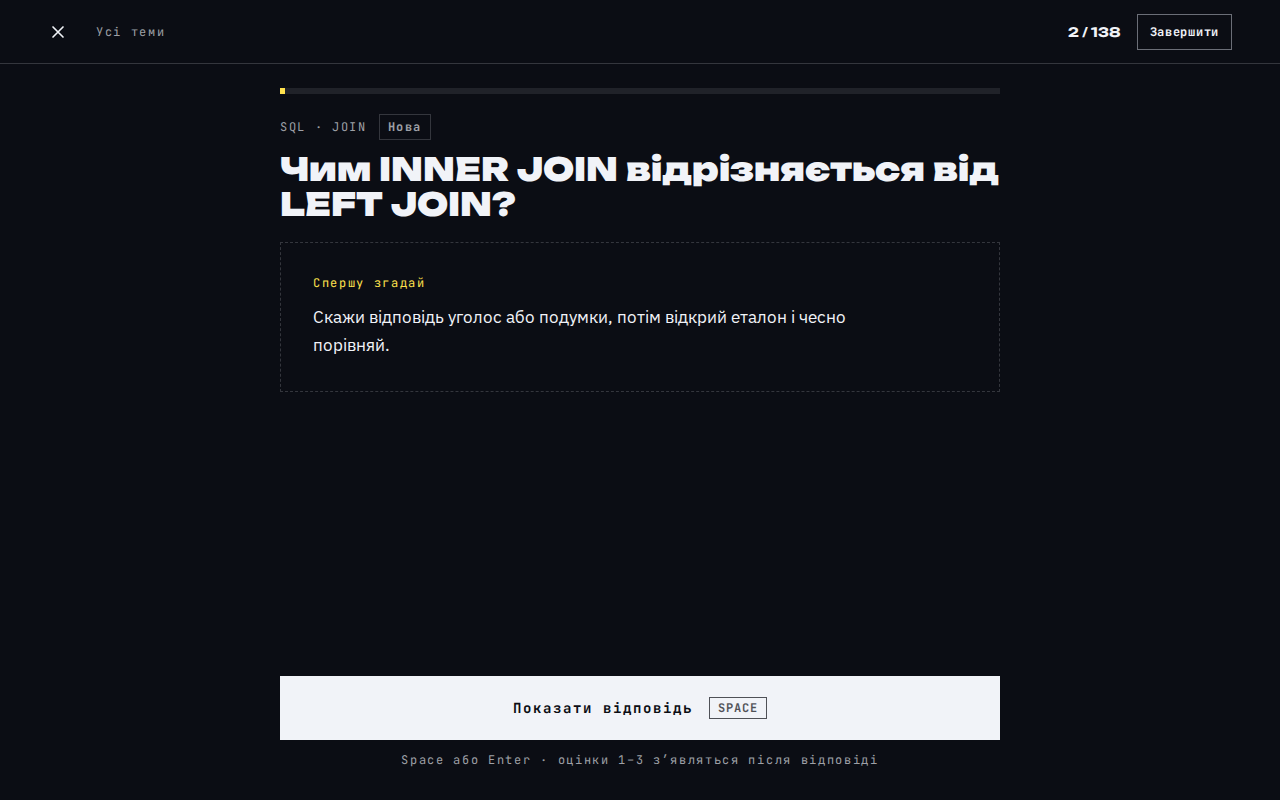 Усі теми
2 / 138
Завершити
SQL · JOIN
Нова
Чим INNER JOIN відрізняється від
LEFT JOIN?
Спершу згадай
Скажи відповідь уголос або подумки, потім відкрий еталон і чесно
порівняй.
Показати відповідь
SPACE
Space або Enter · оцінки 1–3 з’являться після відповіді